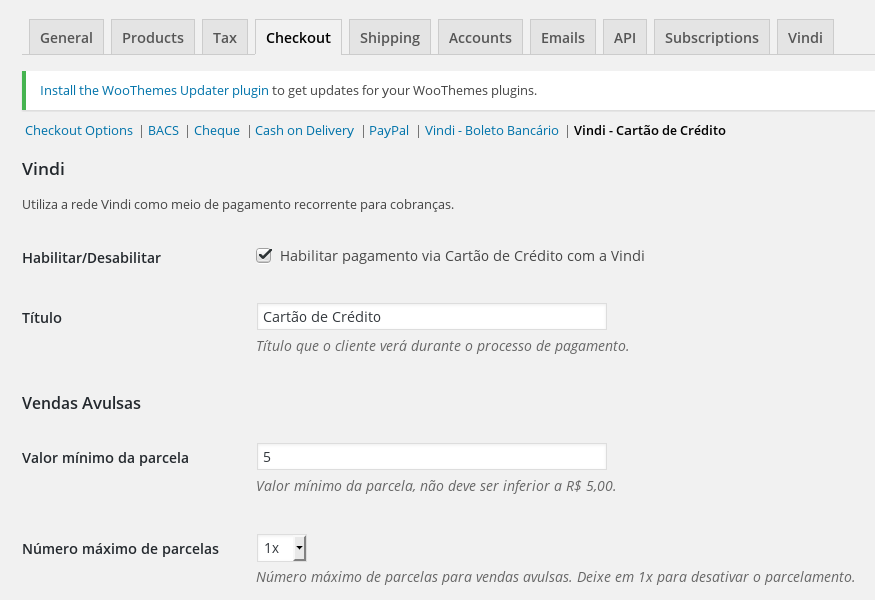 General Products Tax Checkout Shipping Accounts Emails API Subscriptions Vindi
Install the WooThemes Updater plugin to get updates for your WooThemes plugins.
Checkout Options | BACS | Cheque | Cash on Delivery | PayPal | Vindi - Boleto Bancário | Vindi - Cartão de Crédito
Vindi
Utiliza a rede Vindi como meio de pagamento recorrente para cobranças.
Habilitar/Desabilitar Habilitar pagamento via Cartão de Crédito com a Vindi
Título Cartão de Crédito
Título que o cliente verá durante o processo de pagamento.
Vendas Avulsas
Valor mínimo da parcela 5
Valor mínimo da parcela, não deve ser inferior a R$ 5,00.
Número máximo de parcelas 1x
Número máximo de parcelas para vendas avulsas. Deixe em 1x para desativar o parcelamento.